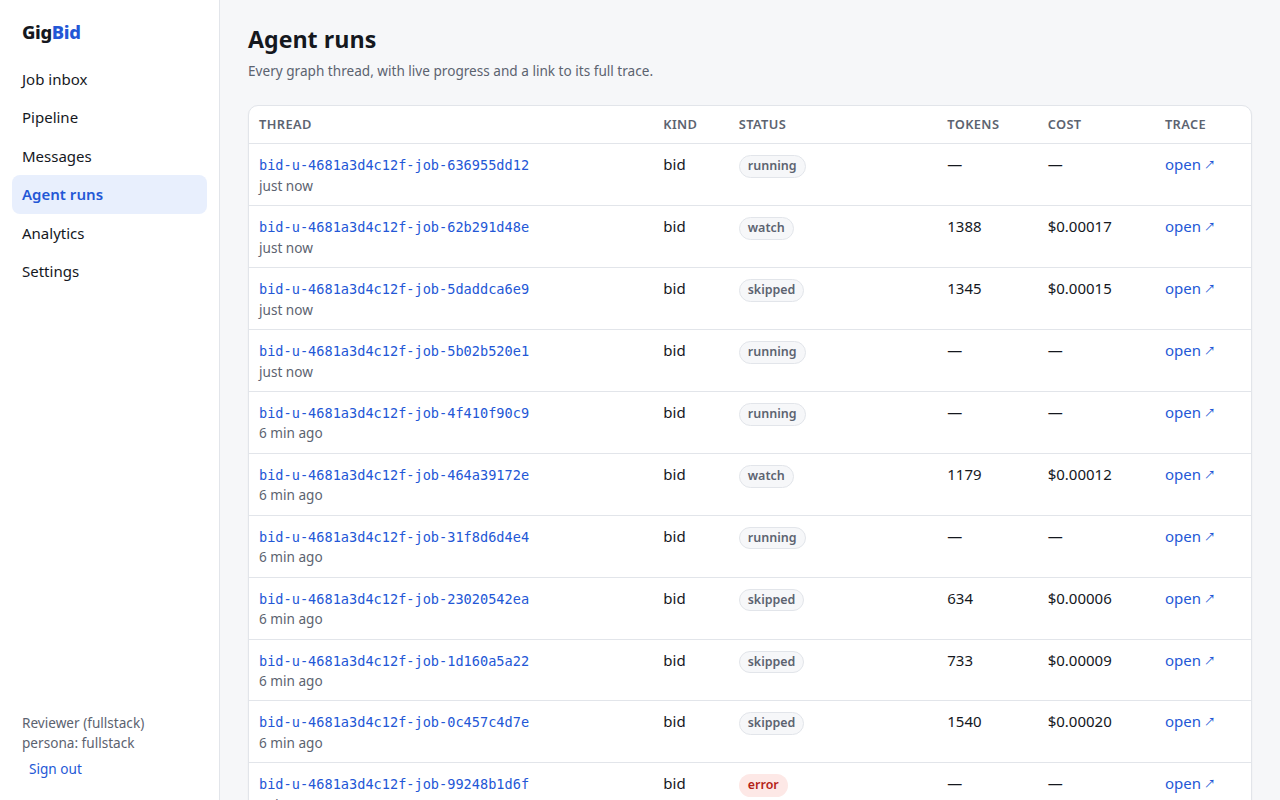 GigBid
Job inbox
Pipeline
Messages
Agent runs
Analytics
Settings
Reviewer (fullstack)
persona: fullstack
Sign out
Agent runs
Every graph thread, with live progress and a link to its full trace.
THREAD KIND STATUS TOKENS COST TRACE
bid-u-4681a3d4c12f-job-636955dd12 bid running — — open ↗
just now
bid-u-4681a3d4c12f-job-62b291d48e bid watch 1388 $0.00017 open ↗
just now
bid-u-4681a3d4c12f-job-5daddca6e9 bid skipped 1345 $0.00015 open ↗
just now
bid-u-4681a3d4c12f-job-5b02b520e1 bid running — — open ↗
just now
bid-u-4681a3d4c12f-job-4f410f90c9 bid running — — open ↗
6 min ago
bid-u-4681a3d4c12f-job-464a39172e bid watch 1179 $0.00012 open ↗
6 min ago
bid-u-4681a3d4c12f-job-31f8d6d4e4 bid running — — open ↗
6 min ago
bid-u-4681a3d4c12f-job-23020542ea bid skipped 634 $0.00006 open ↗
6 min ago
bid-u-4681a3d4c12f-job-1d160a5a22 bid skipped 733 $0.00009 open ↗
6 min ago
bid-u-4681a3d4c12f-job-0c457c4d7e bid skipped 1540 $0.00020 open ↗
6 min ago
bid-u-4681a3d4c12f-job-99248b1d6f bid error — — open ↗